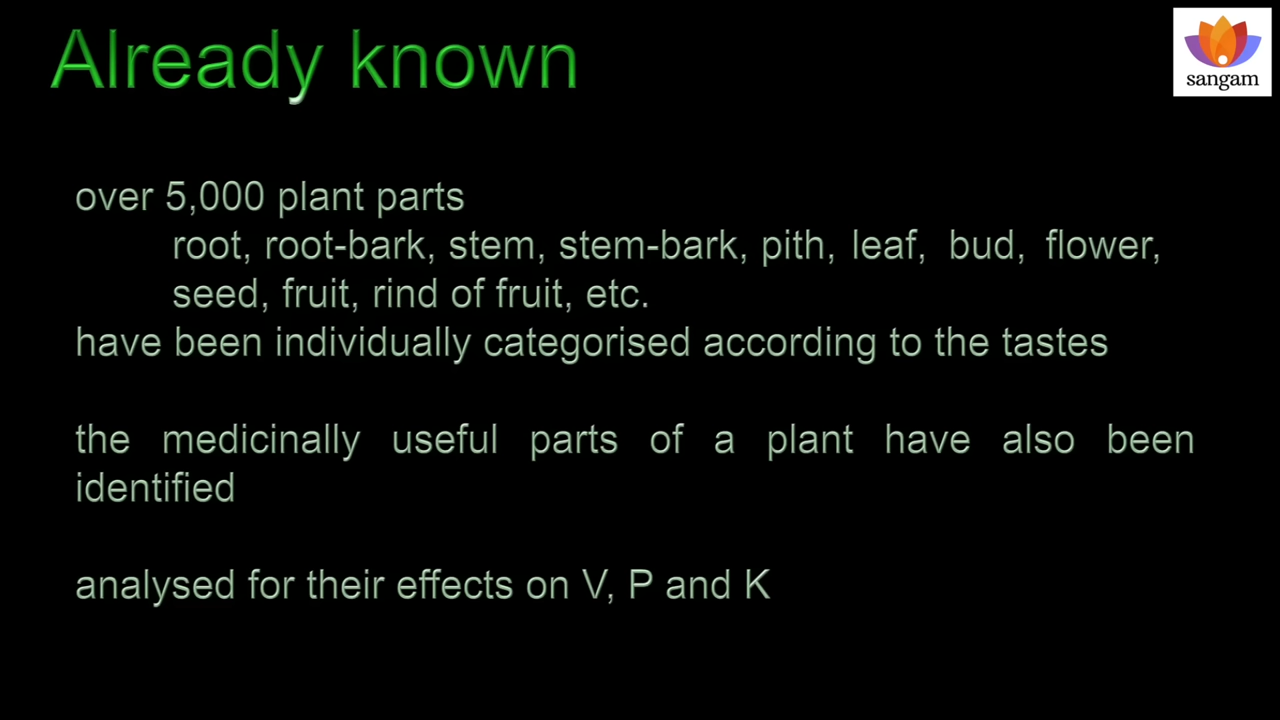 Already known
sangam
over 5,000 plant parts
root, root-bark, stem, stem-bark, pith, leaf, bud, flower,
seed, fruit, rind of fruit, etc.
have been individually categorised according to the tastes
the medicinally useful parts of a plant have also been
identified
analysed for their effects on V, P and K